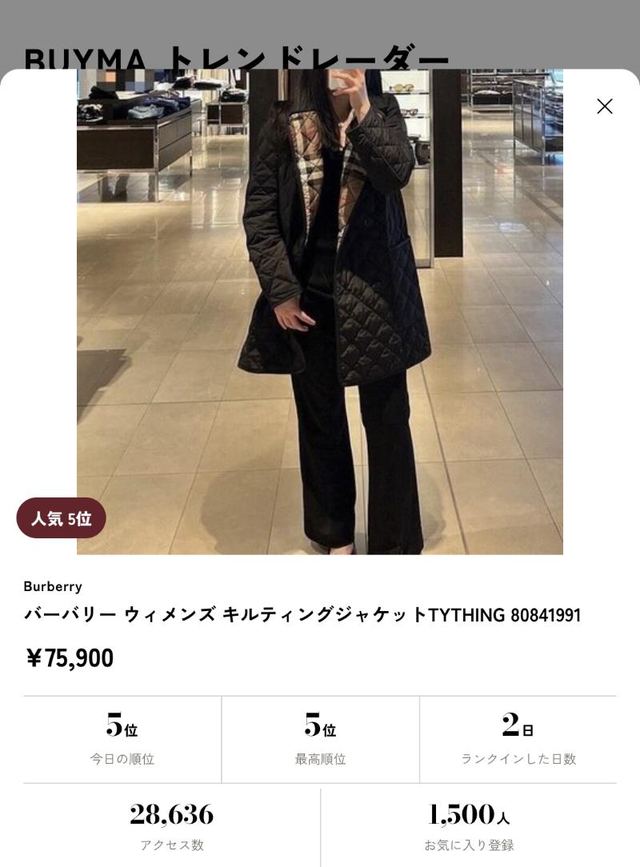 BUYMA トレンドレーダー
人気 5位
Burberry
バーバリー ウィメンズ キルティングジャケットTYTHING 80841991
¥75,900
5位
今日の順位
5位
最高順位
2日
ランクインした日数
28,636
アクセス数
1,500人
お気に入り登録